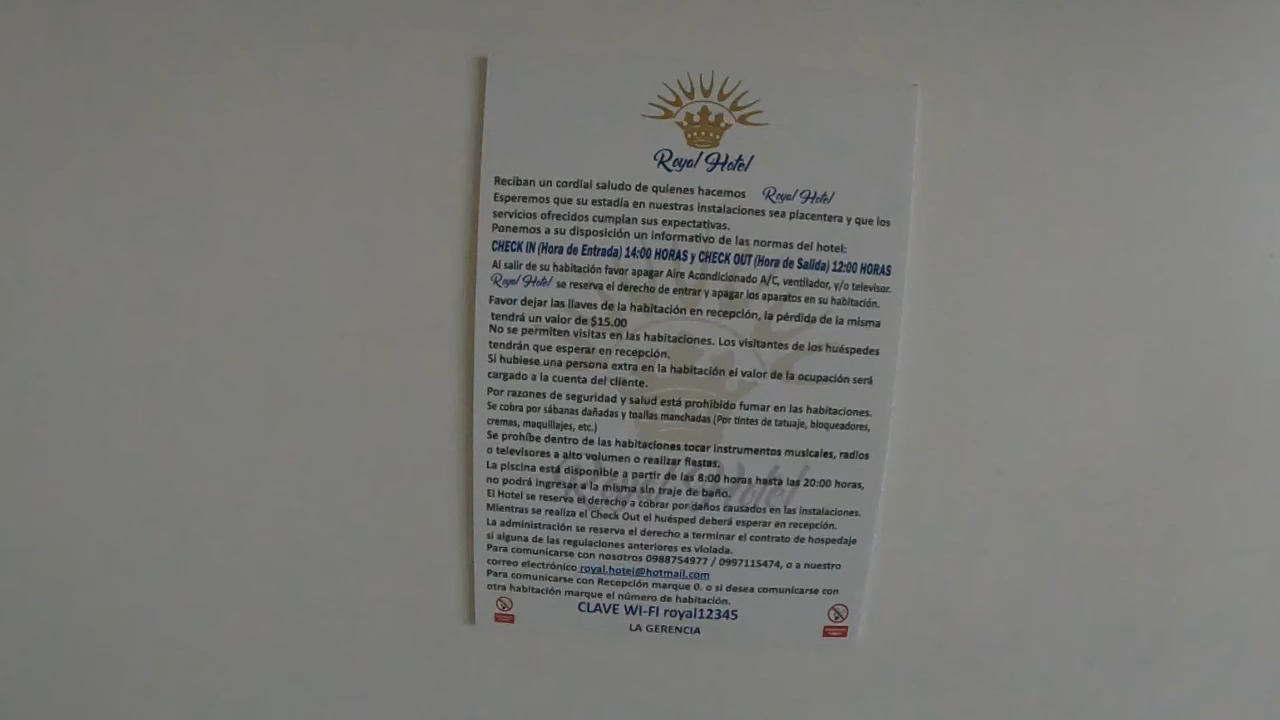 Royal Hotel
Reciban un cordial saludo de quienes hacemos Royal Hotel
Esperemos que su estadía en nuestras instalaciones sea placentera y que los
servicios ofrecidos cumplan sus expectativas.
Ponemos a su disposición un informativo de las normas del hotel:
CHECK IN (Hora de Entrada) 14:00 HORAS y CHECK OUT (Hora de Salida) 12:00 HORAS
Al salir de su habitación favor apagar Aire Acondicionado A/C, ventilador, y/o televisor.
Royal Hotel se reserva el derecho de entrar y apagar los aparatos en su habitación.
Favor dejar las llaves de la habitación en recepción, la pérdida de la misma
tendrá un valor de $15.00
No se permiten visitas en las habitaciones. Los visitantes de los huéspedes
tendrán que esperar en recepción.
Si hubiese una persona extra en la habitación el valor de la ocupación será
cargado a la cuenta del cliente.
Por razones de seguridad y salud está prohibido fumar en las habitaciones.
Se cobra por sábanas dañadas y toallas manchadas (Por tintes de tatuaje, bloqueadores,
cremas, maquillajes, etc.)
Se prohíbe dentro de las habitaciones tocar instrumentos musicales, radios
o televisores a alto volumen o realizar fiestas.
La piscina está disponible a partir de las 8:00 horas hasta las 20:00 horas,
no podrá ingresar a la misma sin traje de baño.
El Hotel se reserva el derecho a cobrar por daños causados en las instalaciones.
Mientras se realiza el Check Out el huésped deberá esperar en recepción.
La administración se reserva el derecho a terminar el contrato de hospedaje
si alguna de las regulaciones anteriores es violada.
Para comunicarse con nosotros 0988754977 / 0997115474, o a nuestro
correo electrónico royal.hotel@hotmail.com
Para comunicarse con Recepción marque 0. o si desea comunicarse con
otra habitación marque el número de habitación.
CLAVE WI-FI royal12345
LA GERENCIA